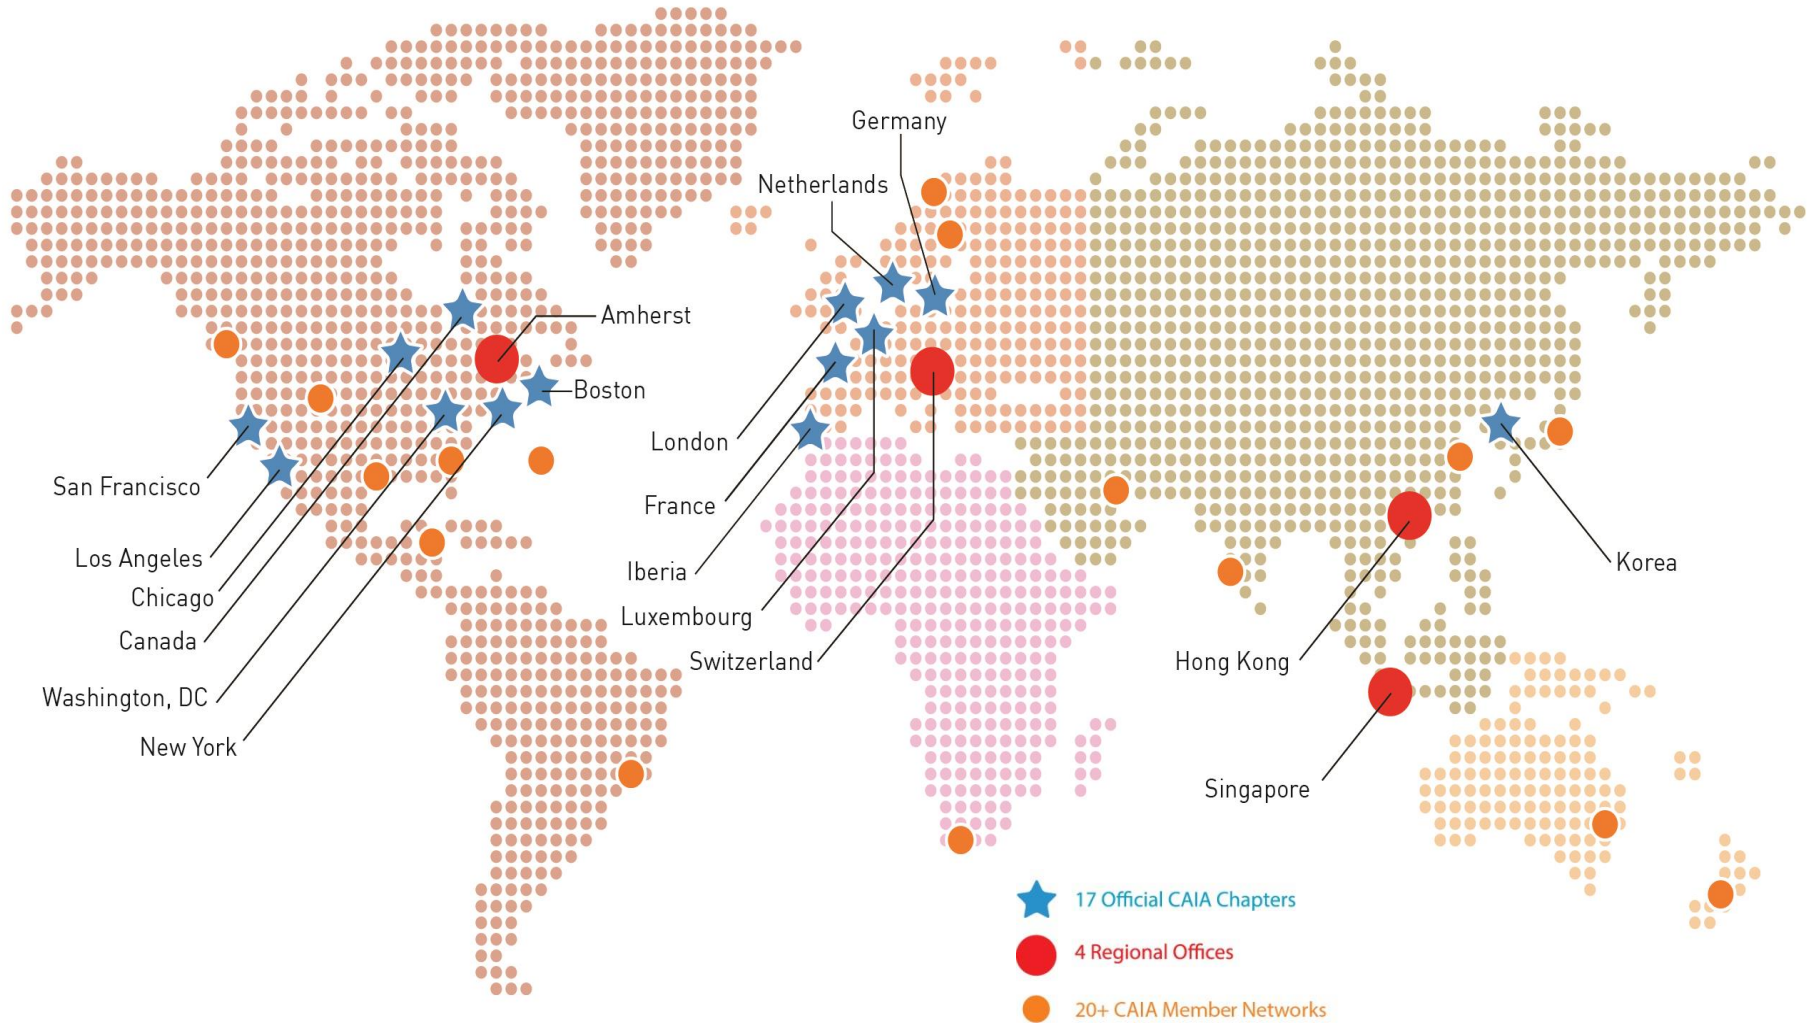 Germany
Netherlands
Amherst
Boston
London
San Francisco
France
Los Angeles
Iberia
Korea
Chicago
Luxembourg
Canada
Switzerland
Hong Kong
Washington, DC
New York
Singapore
17 Official CAIA Chapters
4 Regional Offices
20+ CAIA Member Networks